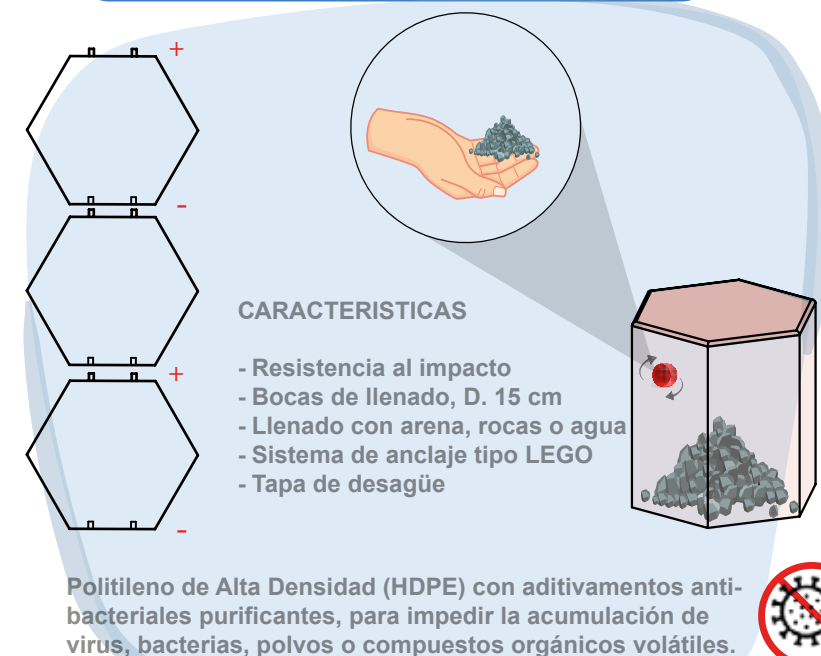 +
-
+
-
CARACTERISTICAS
- Resistencia al impacto
- Bocas de llenado, D. 15 cm
- Llenado con arena, rocas o agua
- Sistema de anclaje tipo LEGO
- Tapa de desagüe
Politileno de Alta Densidad (HDPE) con aditivamentos anti-
bacteriales purificantes, para impedir la acumulación de
virus, bacterias, polvos o compuestos orgánicos volátiles.